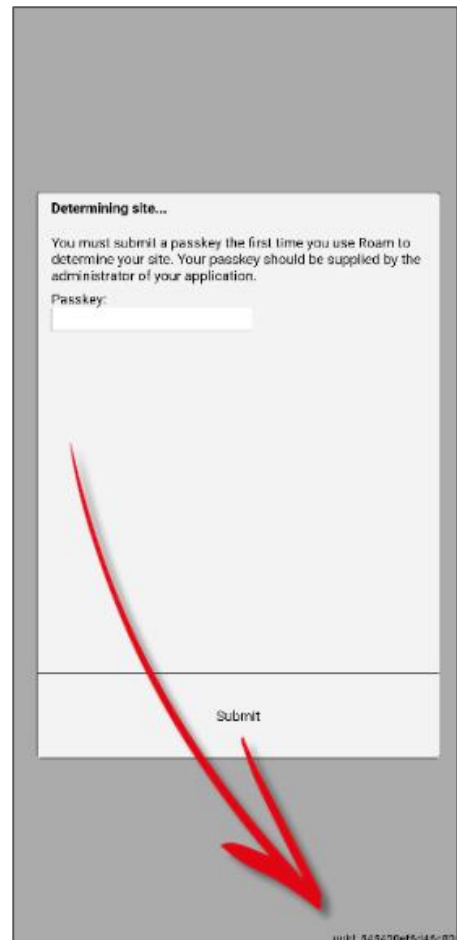 Determining site...
You must submit a passkey the first time you use Roam to
determine your site. Your passkey should be supplied by the
administrator of your application.
Passkey:
Submit